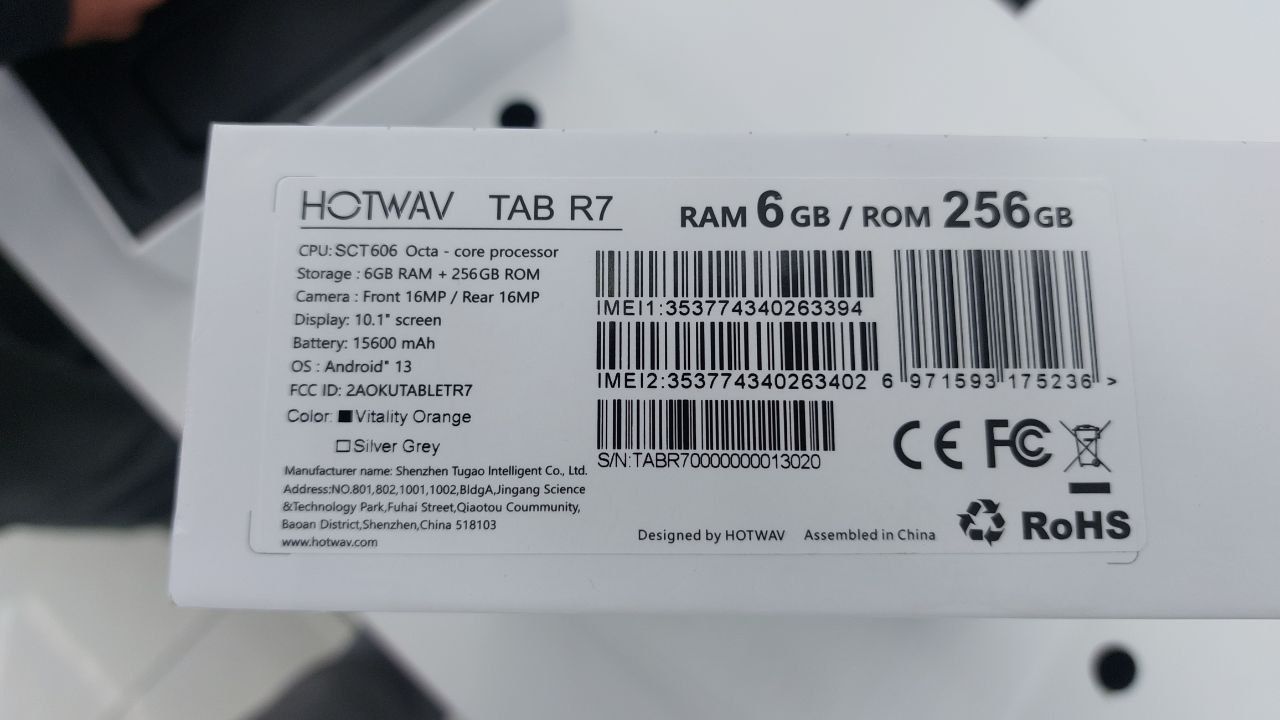 HOTWAV TAB R7
RAM 6GB / ROM 256GB
CPU: SCT606 Octa - core processor
Storage : 6GB RAM + 256GB ROM
Camera : Front 16MP / Rear 16MP
Display: 10.1" screen
Battery: 15600 mAh
OS : Android" 13
FCC ID: 2AOKUTABLETR7
Color: ■Vitality Orange
□Silver Grey
Manufacturer name: Shenzhen Tugao Intelligent Co., Ltd.
Address:NO.801,802,1001,1002,BldgA,Jingang Science
&Technology Park,Fuhai Street,Qiaotou Coummunity,
Baoan District,Shenzhen,China 518103
www.hotwav.com
IMEI1:353774340263394
IMEI2:353774340263402
S/N:TABR70000000013020
6 971593 175236 >
CE FC
RoHS
Designed by HOTWAV Assembled in China